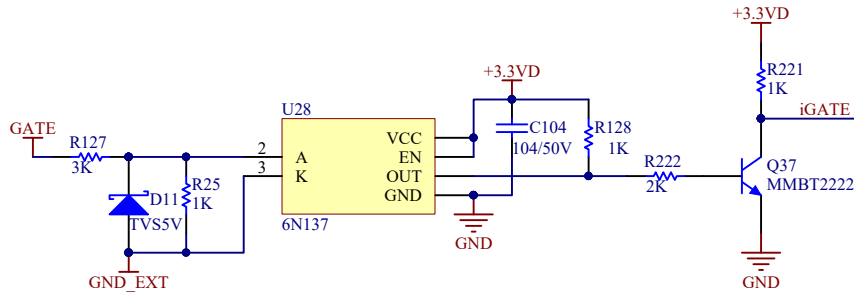 +3.3VD
R221
1K
iGATE
+3.3VD
U28
C104
104/50V
R128
1K
VCC
EN
OUT
GND
A
K
2
3
6N137
GATE
R127
3K
D11
TVS5V
R25
1K
GND_EXT
GND
R222
2K
Q37
MMBT2222
GND